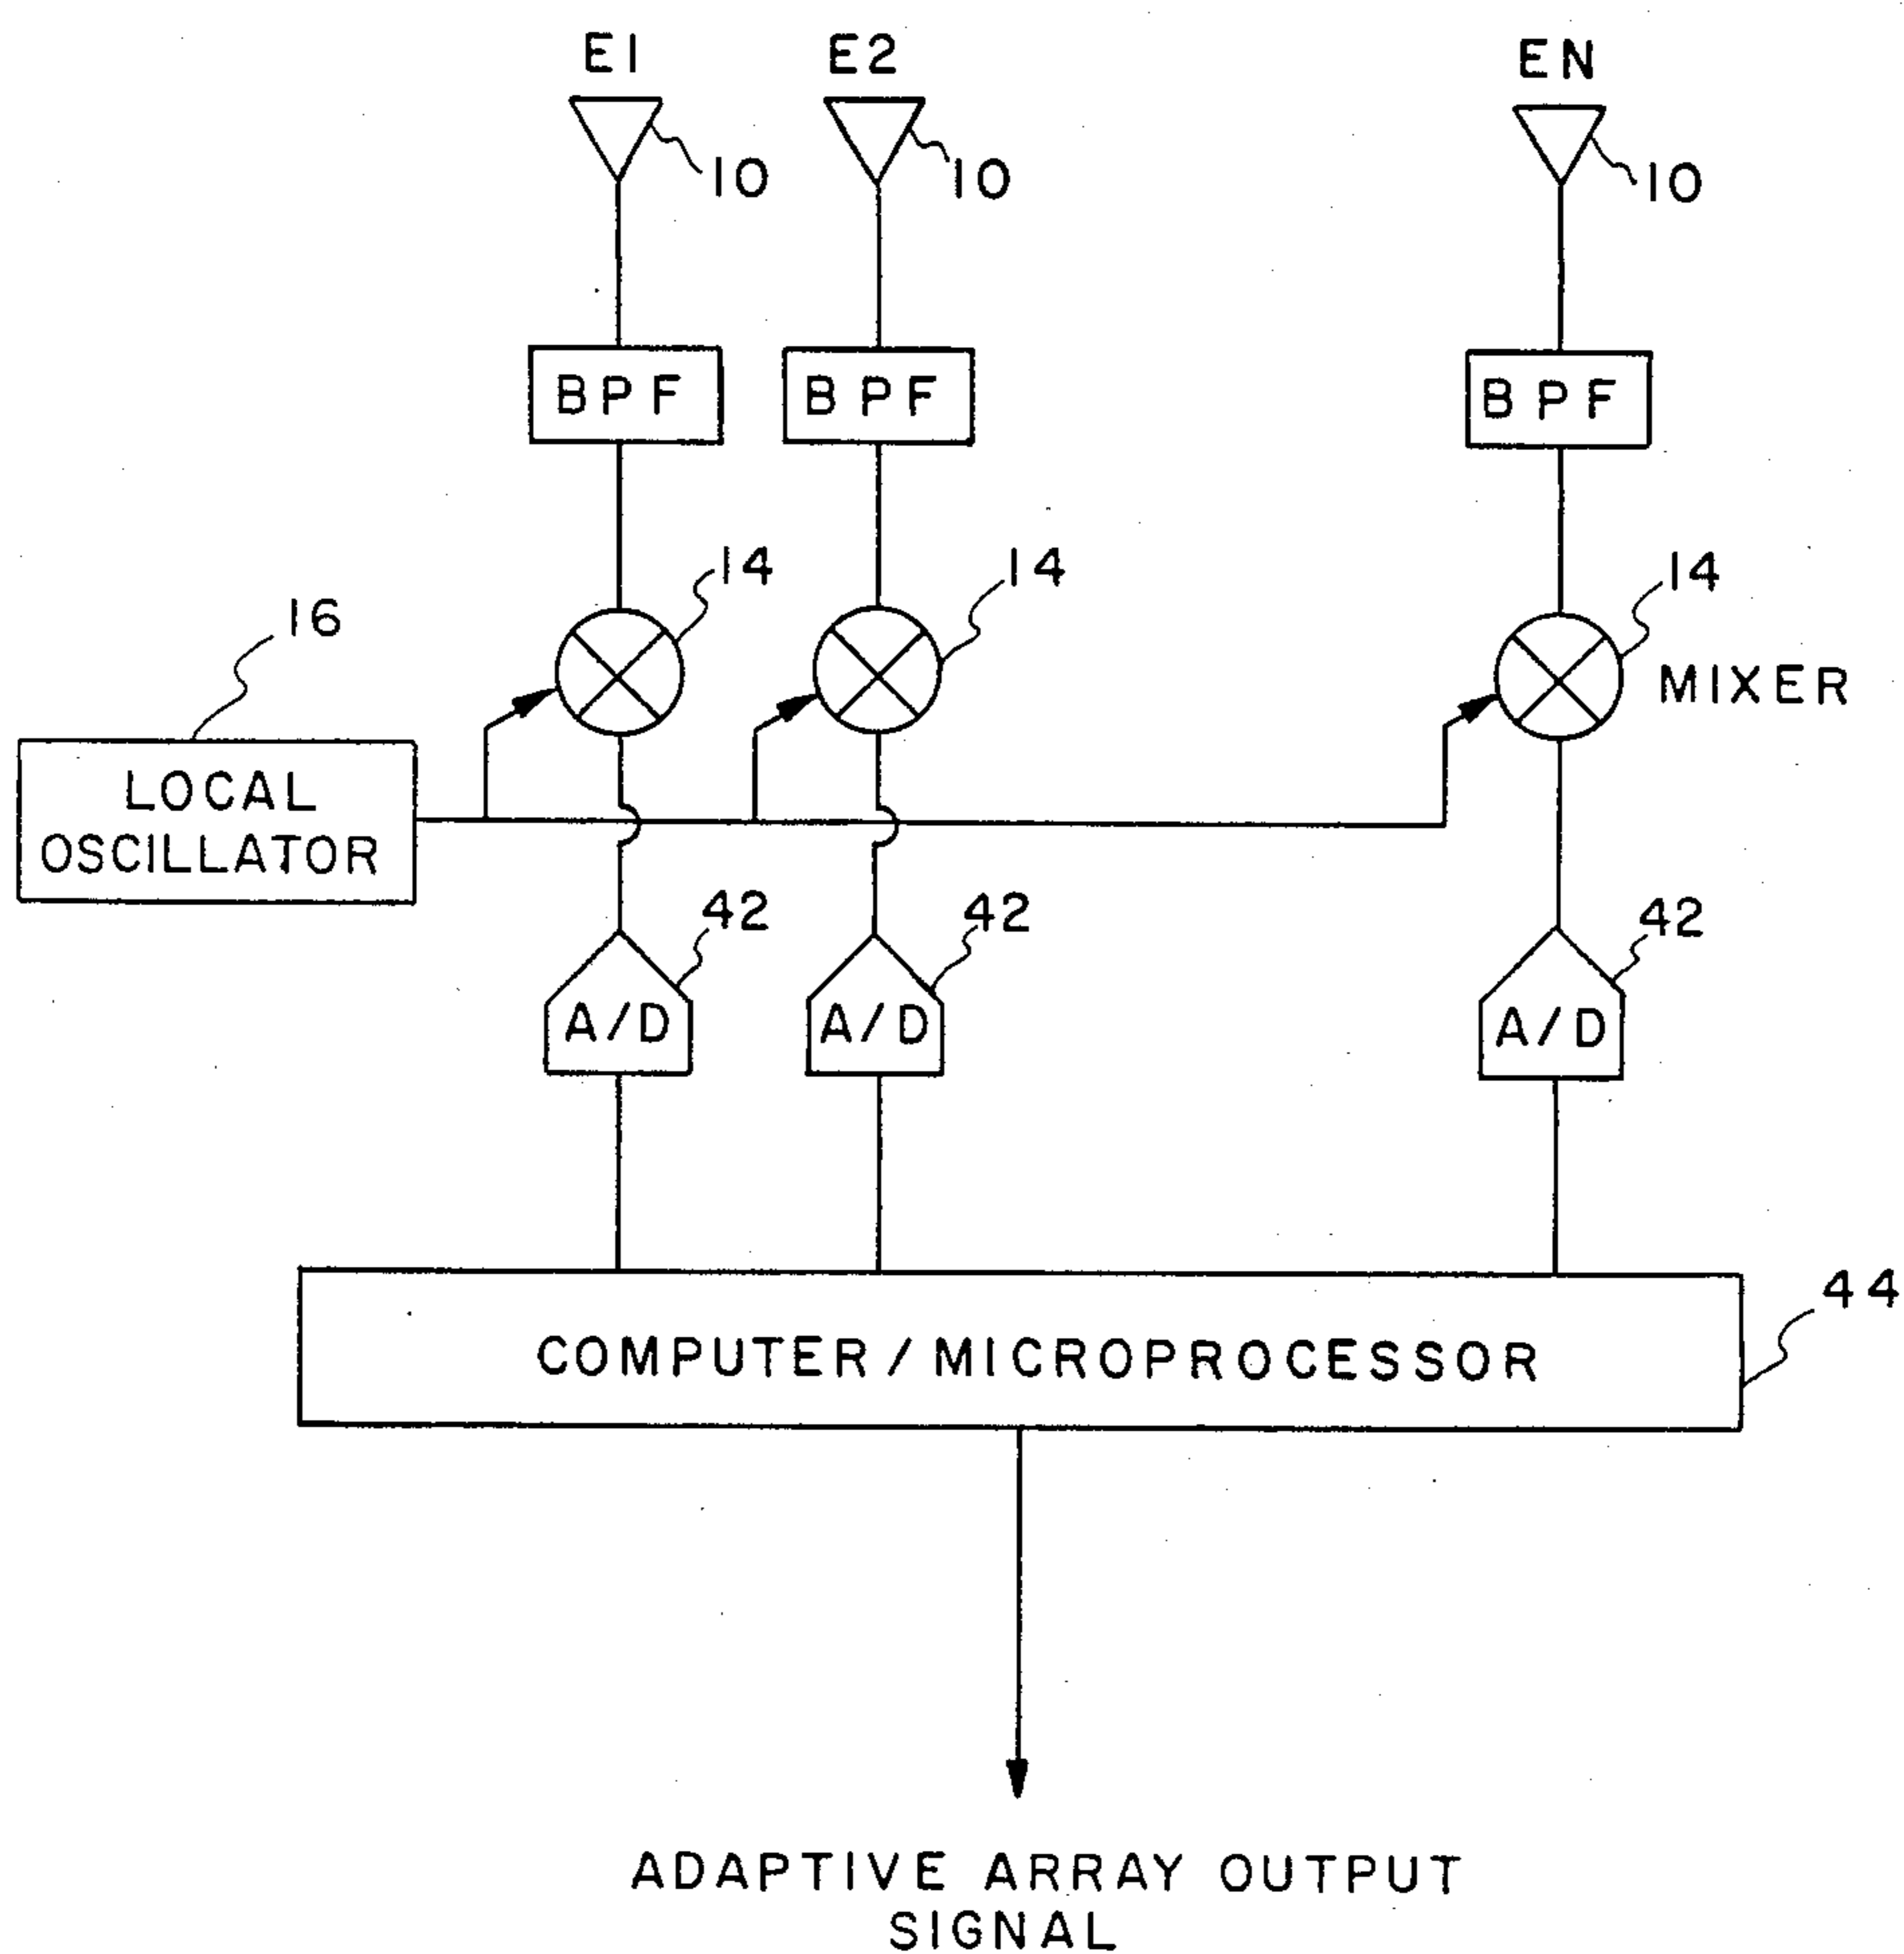 E1 E2 EN
10 10 10
BPF BPF BPF
14 14 14
16
MIXER
LOCAL
OSCILLATOR
42 42 42
A/D A/D A/D
44
COMPUTER/MICROPROCESSOR
ADAPTIVE ARRAY OUTPUT
SIGNAL